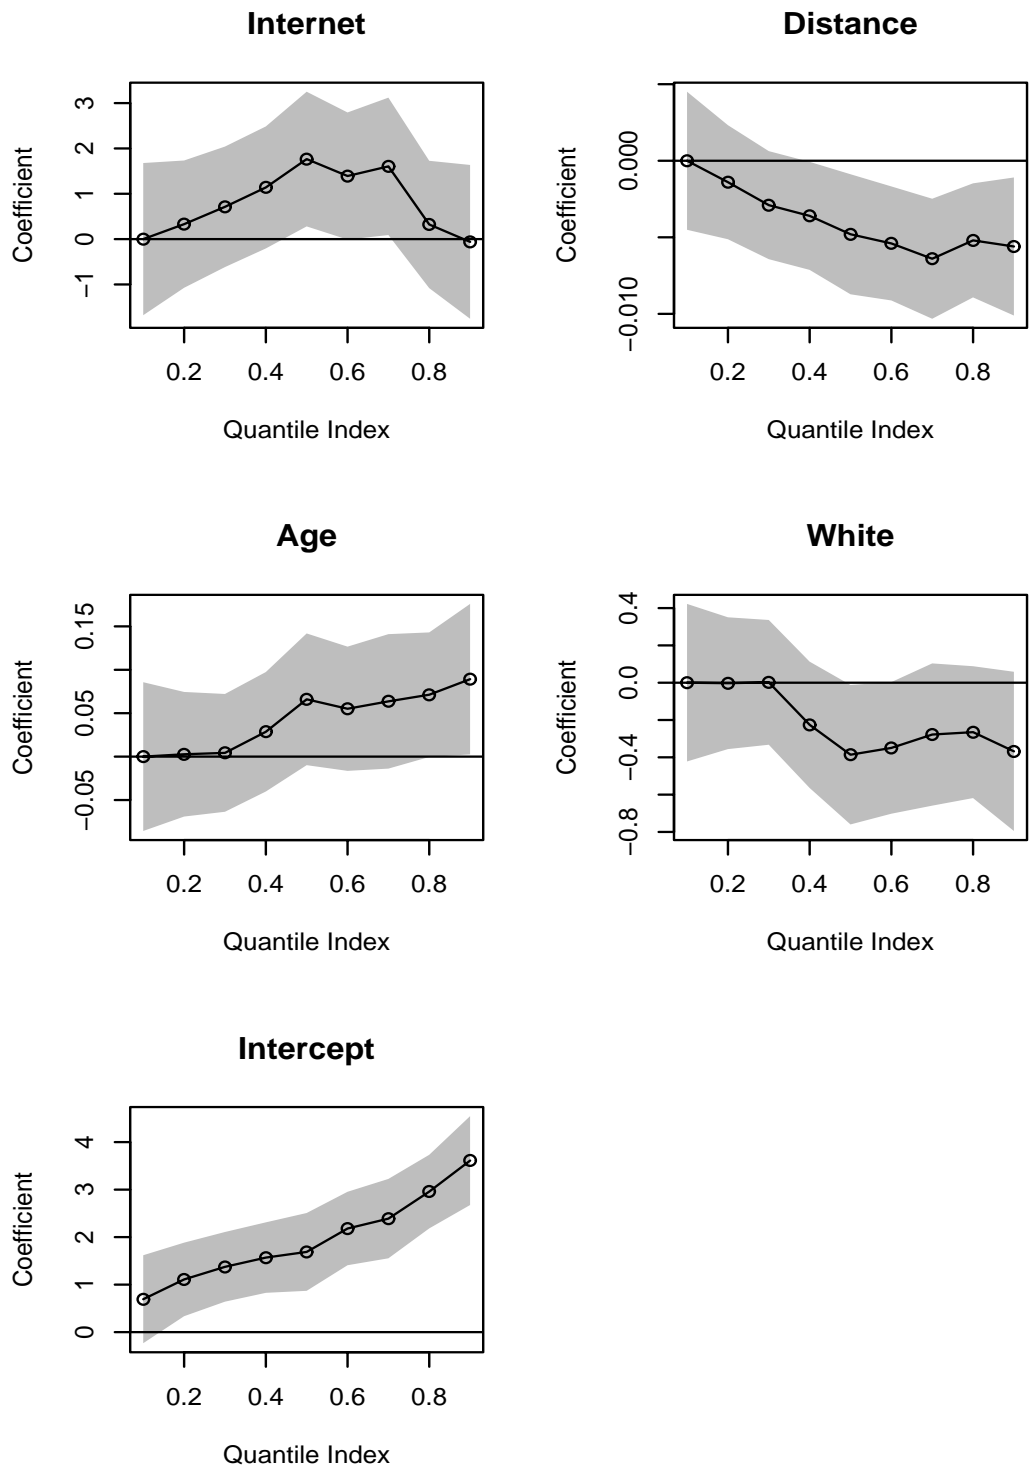 Internet
Coefficient
3
2
1
0
−1
0.2 0.4 0.6 0.8
Quantile Index
Distance
Coefficient
0.000
−0.010
0.2 0.4 0.6 0.8
Quantile Index
Age
Coefficient
0.15
0.05
−0.05
0.2 0.4 0.6 0.8
Quantile Index
White
Coefficient
0.4
0.0
−0.4
−0.8
0.2 0.4 0.6 0.8
Quantile Index
Intercept
Coefficient
4
3
2
1
0
0.2 0.4 0.6 0.8
Quantile Index